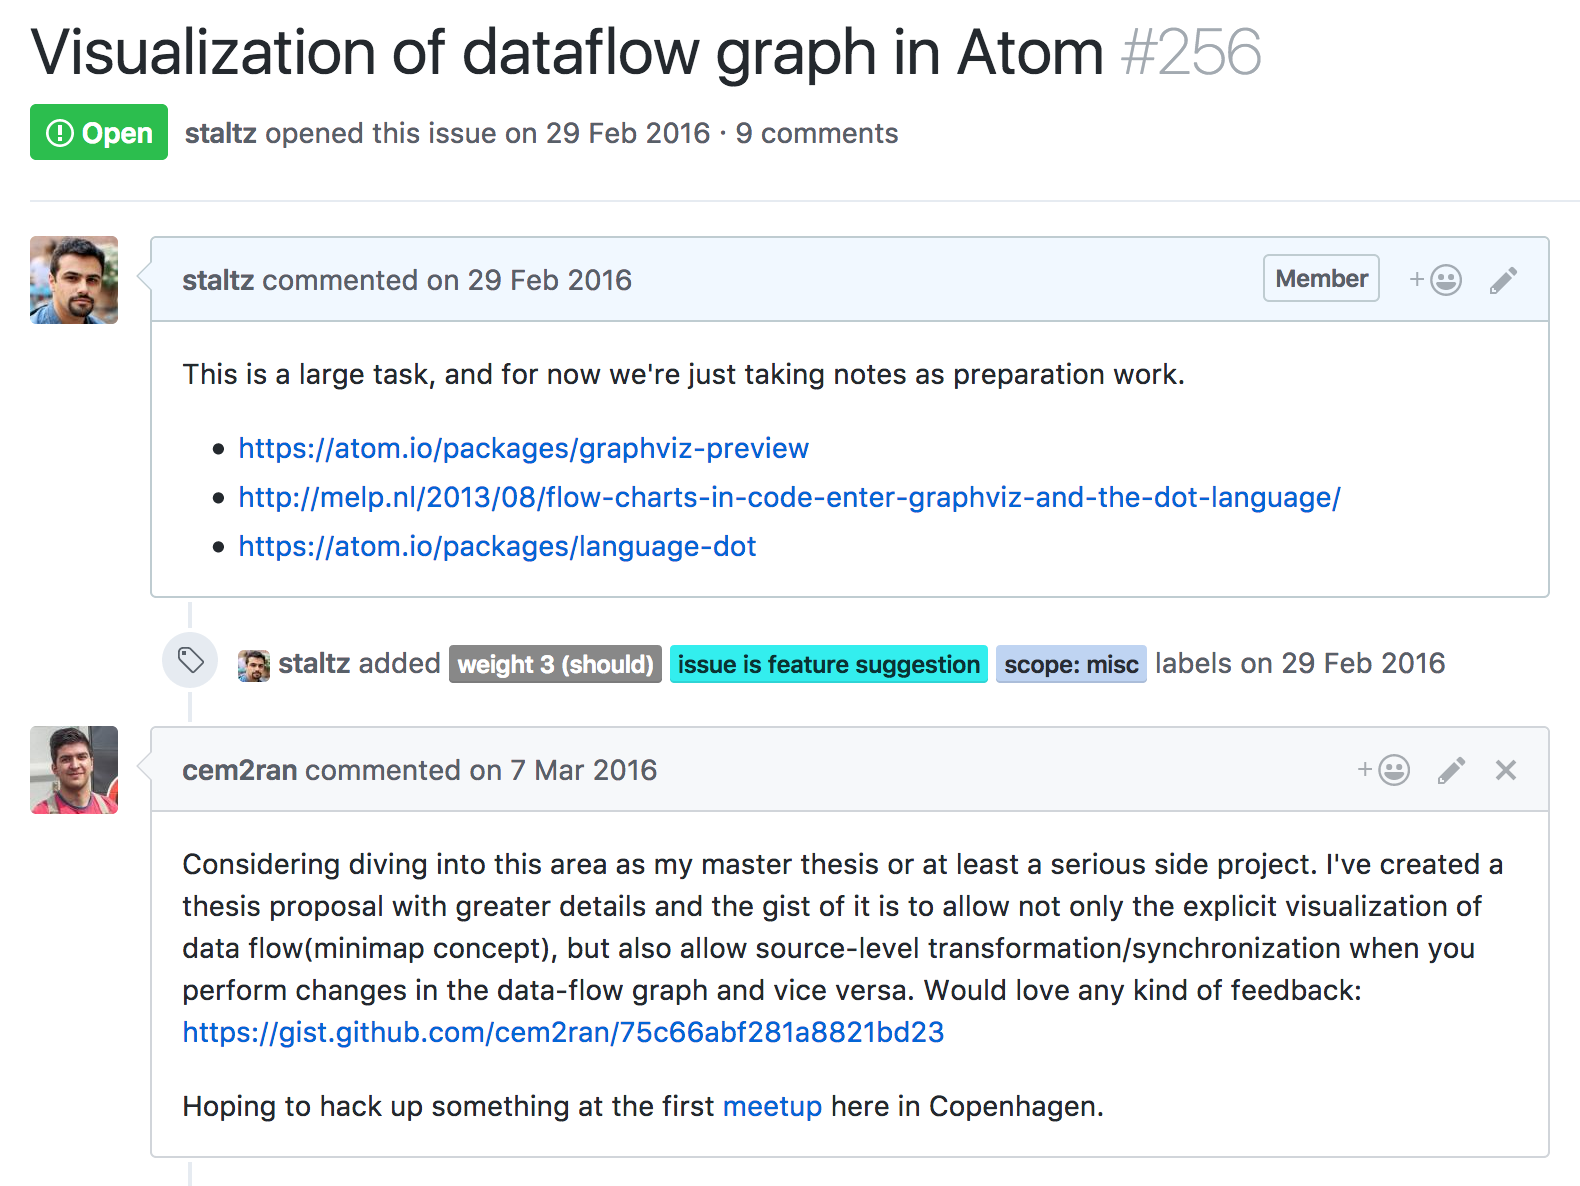 Visualization of dataflow graph in Atom #256
Open staltz opened this issue on 29 Feb 2016 · 9 comments
staltz commented on 29 Feb 2016 Member
This is a large task, and for now we're just taking notes as preparation work.
• https://atom.io/packages/graphviz-preview
• http://melp.nl/2013/08/flow-charts-in-code-enter-graphviz-and-the-dot-language/
• https://atom.io/packages/language-dot
staltz added weight 3 (should) issue is feature suggestion scope: misc labels on 29 Feb 2016
cem2ran commented on 7 Mar 2016
Considering diving into this area as my master thesis or at least a serious side project. I've created a
thesis proposal with greater details and the gist of it is to allow not only the explicit visualization of
data flow(minimap concept), but also allow source-level transformation/synchronization when you
perform changes in the data-flow graph and vice versa. Would love any kind of feedback:
https://gist.github.com/cem2ran/75c66abf281a8821bd23
Hoping to hack up something at the first meetup here in Copenhagen.